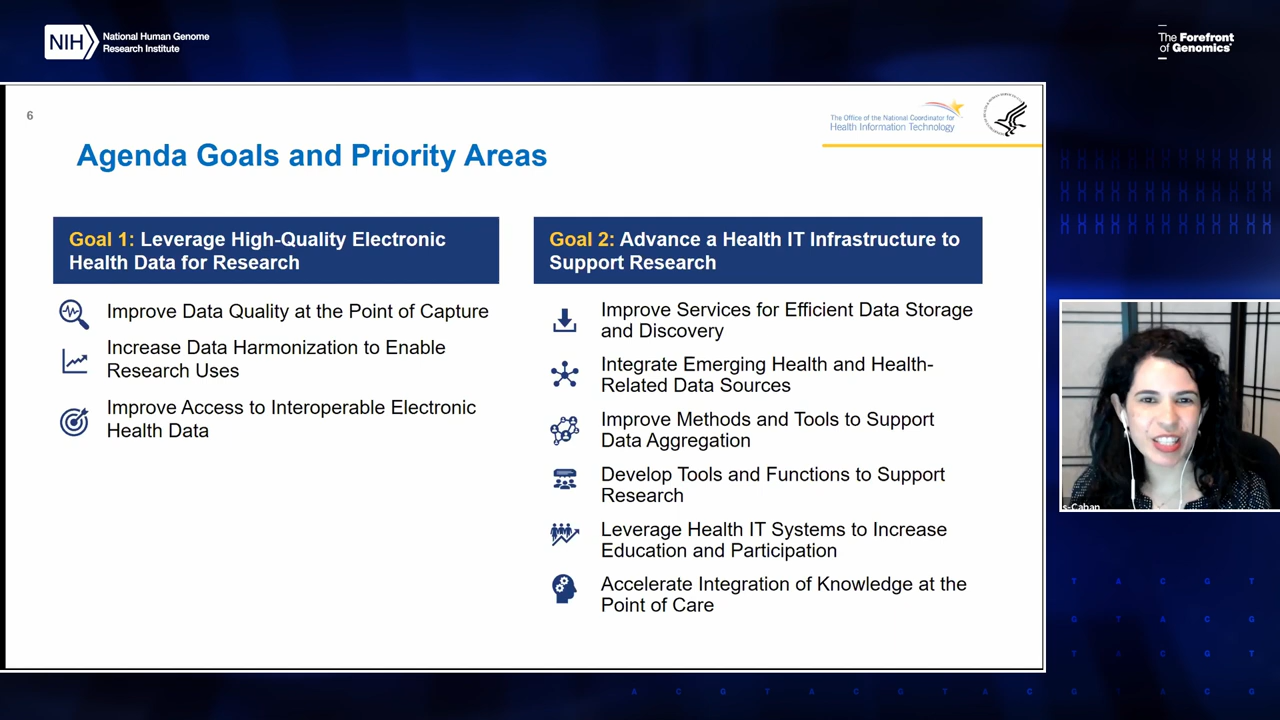 NIH
National Human Genome
Research Institute
The Forefront
of Genomics
6
The Office of the National Coordinator for
Health Information Technology
Agenda Goals and Priority Areas
Goal 1: Leverage High-Quality Electronic
Health Data for Research
Improve Data Quality at the Point of Capture
Increase Data Harmonization to Enable
Research Uses
Improve Access to Interoperable Electronic
Health Data
Goal 2: Advance a Health IT Infrastructure to
Support Research
Improve Services for Efficient Data Storage
and Discovery
Integrate Emerging Health and Health-
Related Data Sources
Improve Methods and Tools to Support
Data Aggregation
Develop Tools and Functions to Support
Research
Leverage Health IT Systems to Increase
Education and Participation
Accelerate Integration of Knowledge at the
Point of Care
s-Cahan
T A C G T
G T A C G
T T A C G T
A C G T A C G T A C G T A C G